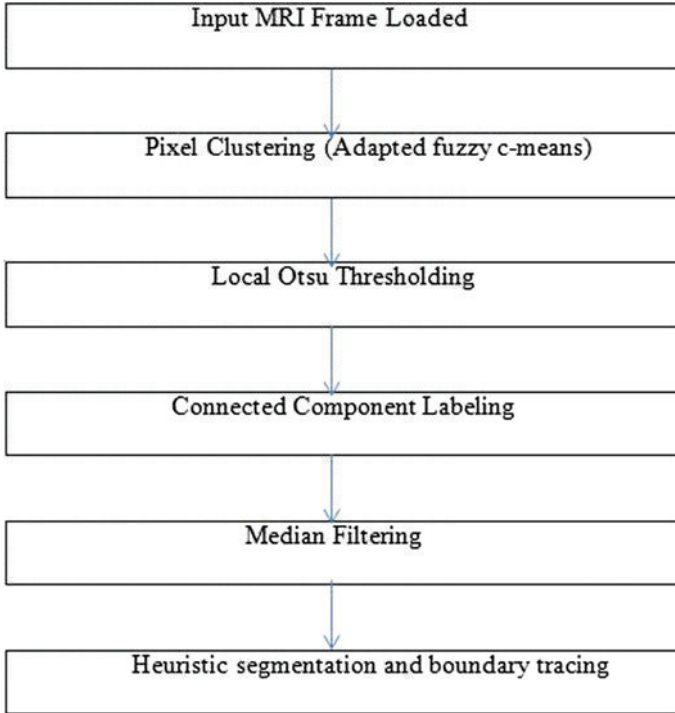 Input MRI Frame Loaded
Pixel Clustering (Adapted fuzzy c-means)
Local Otsu Thresholding
Connected Component Labeling
Median Filtering
Heuristic segmentation and boundary tracing